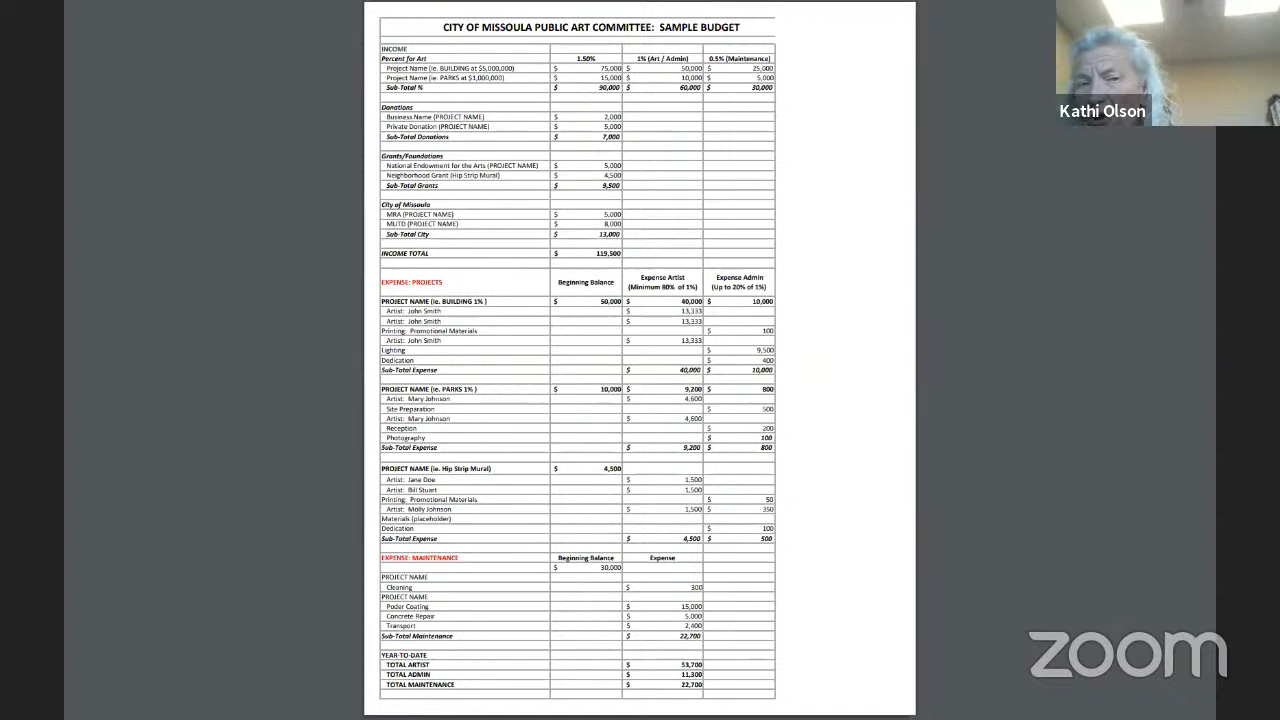 CITY OF MISSOULA PUBLIC ART COMMITTEE: SAMPLE BUDGET
INCOME
Percent for Art 1.50% 1% (Art / Admin) 0.5% (Maintenance)
Project Name (ie. BUILDING at $5,000,000) $ 75,000 $ 50,000 $ 25,000
Project Name (ie. PARKS at $1,000,000) $ 15,000 $ 10,000 $ 5,000
Sub-Total % $ 90,000 $ 60,000 $ 30,000
Donations
Business Name (PROJECT NAME) $ 2,000
Private Donation (PROJECT NAME) $ 5,000
Sub-Total Donations $ 7,000
Grants/Foundations
National Endowment for the Arts (PROJECT NAME) $ 5,000
Neighborhood Grant (Hip Strip Mural) $ 4,500
Sub-Total Grants $ 9,500
City of Missoula
MRA (PROJECT NAME) $ 5,000
MUTD (PROJECT NAME) $ 8,000
Sub-Total City $ 13,000
INCOME TOTAL $ 119,500
EXPENSE: PROJECTS Beginning Balance Expense Artist (Minimum 80% of 1%) Expense Admin (Up to 20% of 1%)
PROJECT NAME (ie. BUILDING 1% ) $ 50,000 $ 40,000 $ 10,000
Artist: John Smith $ 13,333
Artist: John Smith $ 13,333
Printing: Promotional Materials $ 100
Artist: John Smith $ 13,333
Lighting $ 9,500
Dedication $ 400
Sub-Total Expense $ 40,000 $ 10,000
PROJECT NAME (ie. PARKS 1% ) $ 10,000 $ 9,200 $ 800
Artist: Mary Johnson $ 4,600
Site Preparation $ 500
Artist: Mary Johnson $ 4,600
Reception $ 200
Photography $ 100
Sub-Total Expense $ 9,200 $ 800
PROJECT NAME (ie. Hip Strip Mural) $ 4,500
Artist: Jane Doe $ 1,500
Artist: Bill Stuart $ 1,500
Printing: Promotional Materials $ 50
Artist: Molly Johnson $ 1,500 $ 350
Materials (placeholder)
Dedication $ 100
Sub-Total Expense $ 4,500 $ 500
EXPENSE: MAINTENANCE Beginning Balance Expense
$ 30,000
PROJECT NAME
Cleaning $ 300
PROJECT NAME
Poder Coating $ 15,000
Concrete Repair $ 5,000
Transport $ 2,400
Sub-Total Maintenance $ 22,700
YEAR-TO-DATE
TOTAL ARTIST $ 53,700
TOTAL ADMIN $ 11,300
TOTAL MAINTENANCE $ 22,700
Kathi Olson
zoom